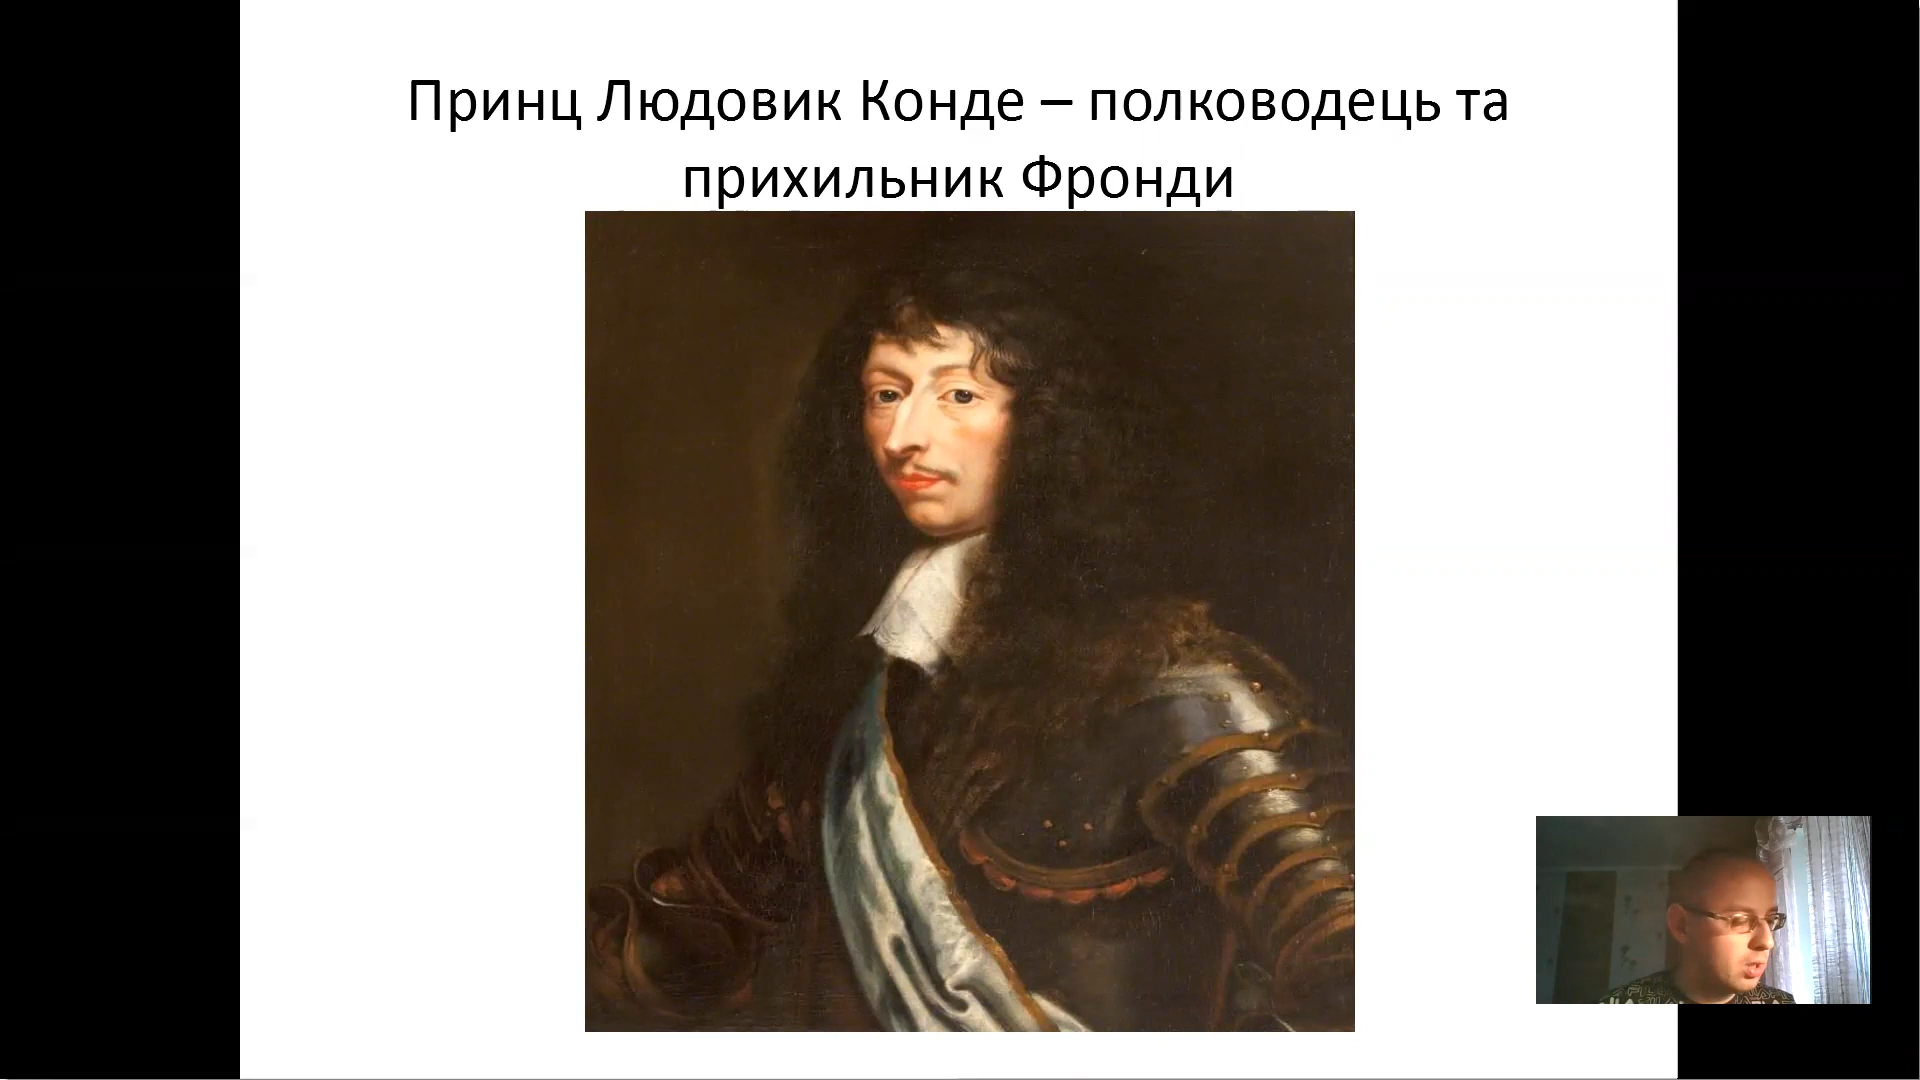 Принц Людовик Конде – полководець та
прихильник Фронди